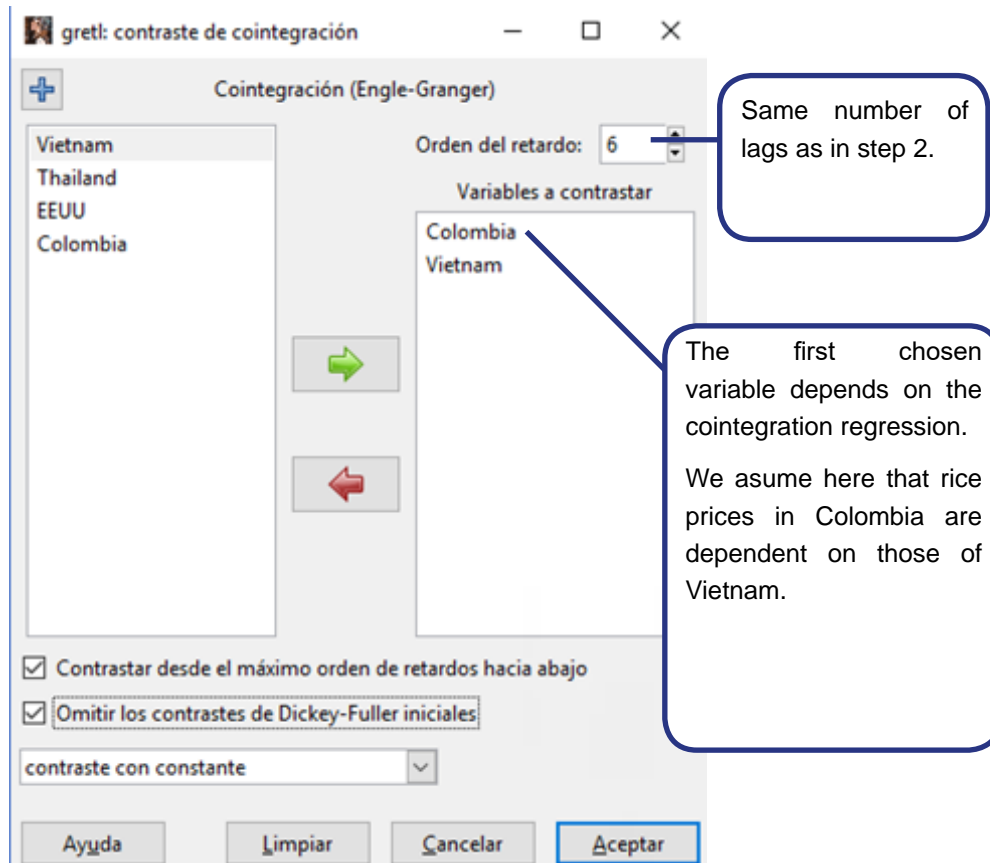 gretl: contraste de cointegración
Cointegración (Engle-Granger)
Vietnam
Thailand
EEUU
Colombia
Orden del retardo: 6
Variables a contrastar
Colombia
Vietnam
Same number of
lags as in step 2.
The first chosen
variable depends on the
cointegration regression.
We asume here that rice
prices in Colombia are
dependent on those of
Vietnam.
Contrastar desde el máximo orden de retardos hacia abajo
Omitir los contrastes de Dickey-Fuller iniciales
contraste con constante
Ayuda
Limpiar
Cancelar
Aceptar